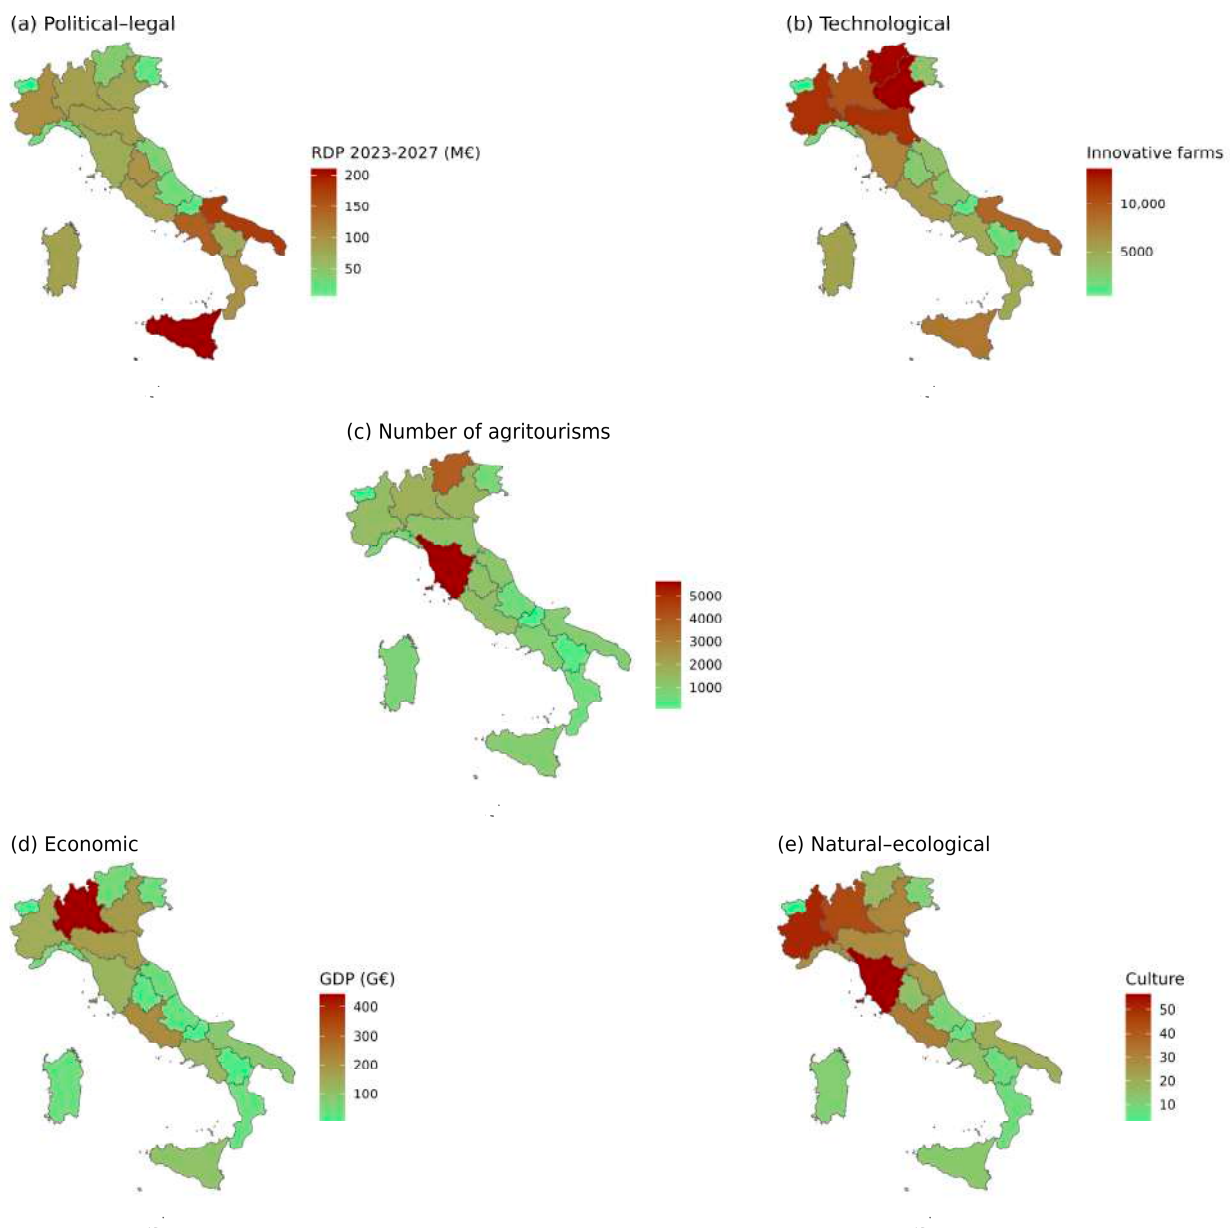 (a) Political–legal
(b) Technological
RDP 2023-2027 (M€)
200
150
100
50
Innovative farms
10,000
5000
(c) Number of agritourisms
5000
4000
3000
2000
1000
(d) Economic
(e) Natural–ecological
GDP (G€)
400
300
200
100
Culture
50
40
30
20
10